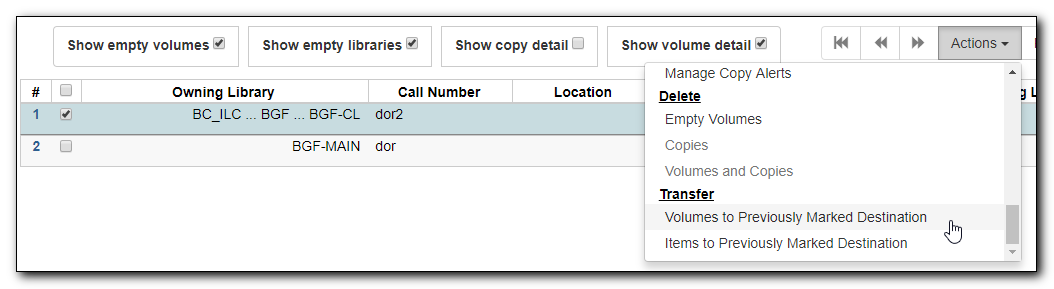 Show empty volumes
Show empty libraries
Show copy detail
Show volume detail
Actions
# Owning Library Call Number Location
1 BC_ILC ... BGF ... BGF-CL dor2
2 BGF-MAIN dor
Manage Copy Alerts
Delete
Empty Volumes
Copies
Volumes and Copies
Transfer
Volumes to Previously Marked Destination
Items to Previously Marked Destination